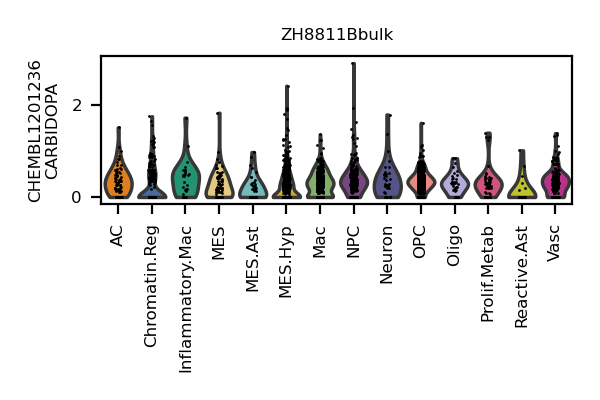 ZH8811Bbulk
CHEMBL1201236
CARBIDOPA
2
0
AC
Chromatin.Reg
Inflammatory.Mac
MES
MES.Ast
MES.Hyp
Mac
NPC
Neuron
OPC
Oligo
Prolif.Metab
Reactive.Ast
Vasc